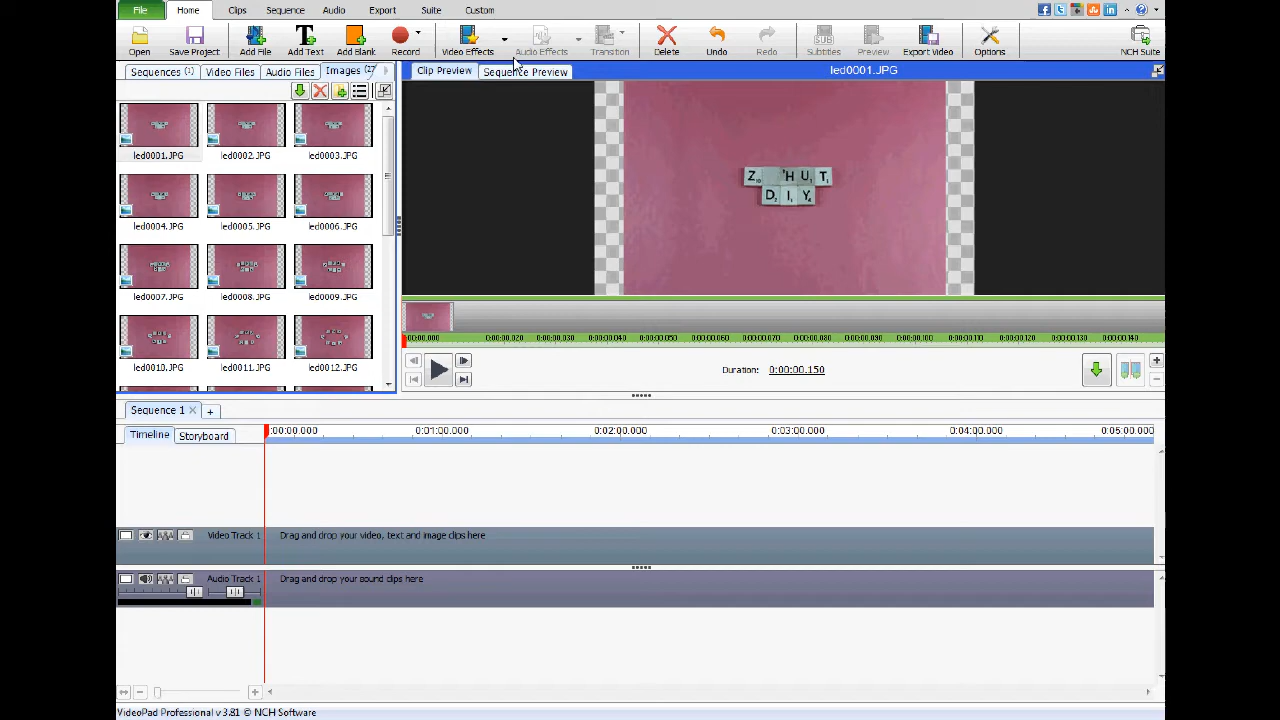 File Home Clips Sequence Audio Export Suite Custom
Open Save Project Add File Add Text Add Blank Record Video Effects Audio Effects Transition Delete Undo Redo Subtitles Preview Export Video Options NCH Suite
Sequences (1) Video Files Audio Files Images
Clip Preview Sequence Preview led0001.JPG
led0001.JPG led0002.JPG led0003.JPG
led0004.JPG led0005.JPG led0006.JPG
led0007.JPG led0008.JPG led0009.JPG
led0010.JPG led0011.JPG led0012.JPG
Z H U T
D I Y
0:00:00.000 0:00:00.020 0:00:00.030 0:00:00.040 0:00:00.050 0:00:00.060 0:00:00.070 0:00:00.080 0:00:00.090 0:00:00.100 0:00:00.110 0:00:00.120 0:00:00.130 0:00:00.140
Duration: 0:00:00.150
Sequence 1
Timeline Storyboard
:00:00.000 0:01:00.000 0:02:00.000 0:03:00.000 0:04:00.000 0:05:00.000
Video Track 1 Drag and drop your video, text and image clips here
Audio Track 1 Drag and drop your sound clips here
VideoPad Professional v 3.81 © NCH Software